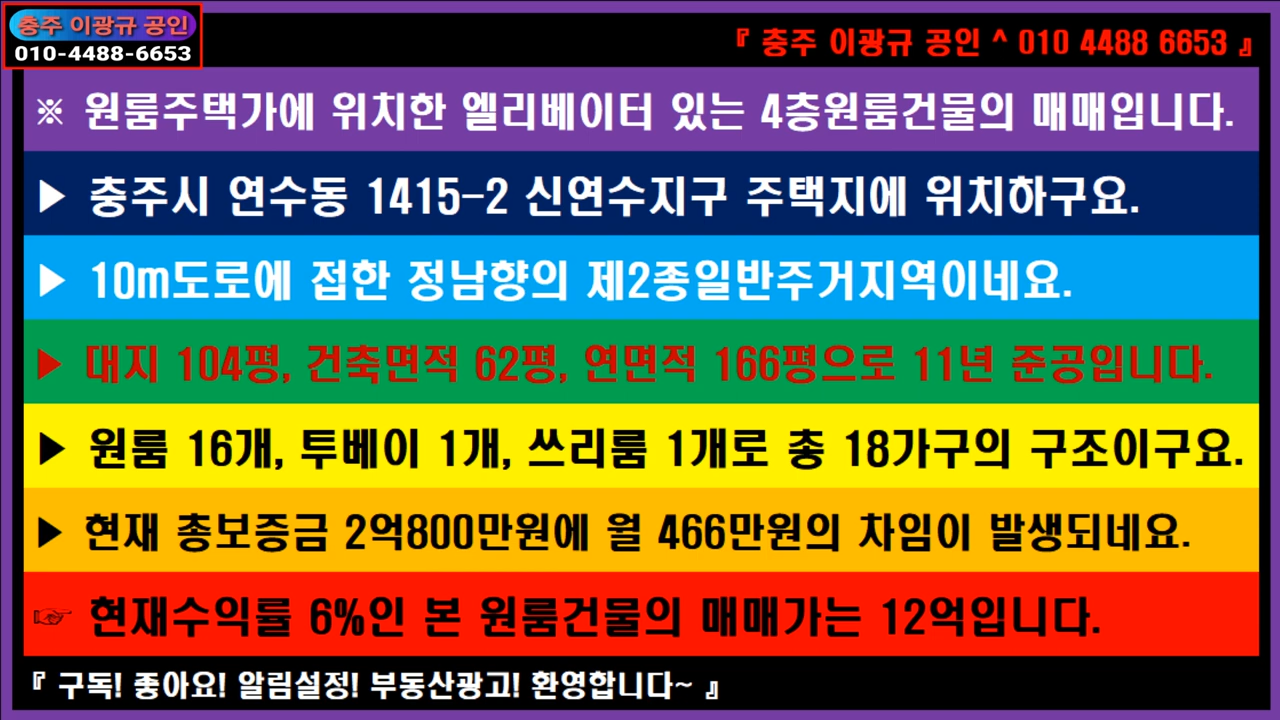 충주 이광규 공인
010-4488-6653
『 충주 이광규 공인 ^ 010 4488 6653 』
※ 원룸주택가에 위치한 엘리베이터 있는 4층원룸건물의 매매입니다.
▶ 충주시 연수동 1415-2 신연수지구 주택지에 위치하구요.
▶ 10m도로에 접한 정남향의 제2종일반주거지역이네요.
▶ 대지 104평, 건축면적 62평, 연면적 166평으로 11년 준공입니다.
▶ 원룸 16개, 투베이 1개, 쓰리룸 1개로 총 18가구의 구조이구요.
▶ 현재 총보증금 2억800만원에 월 466만원의 차임이 발생되네요.
☞ 현재수익률 6%인 본 원룸건물의 매매가는 12억입니다.
『 구독! 좋아요! 알림설정! 부동산광고! 환영합니다~ 』